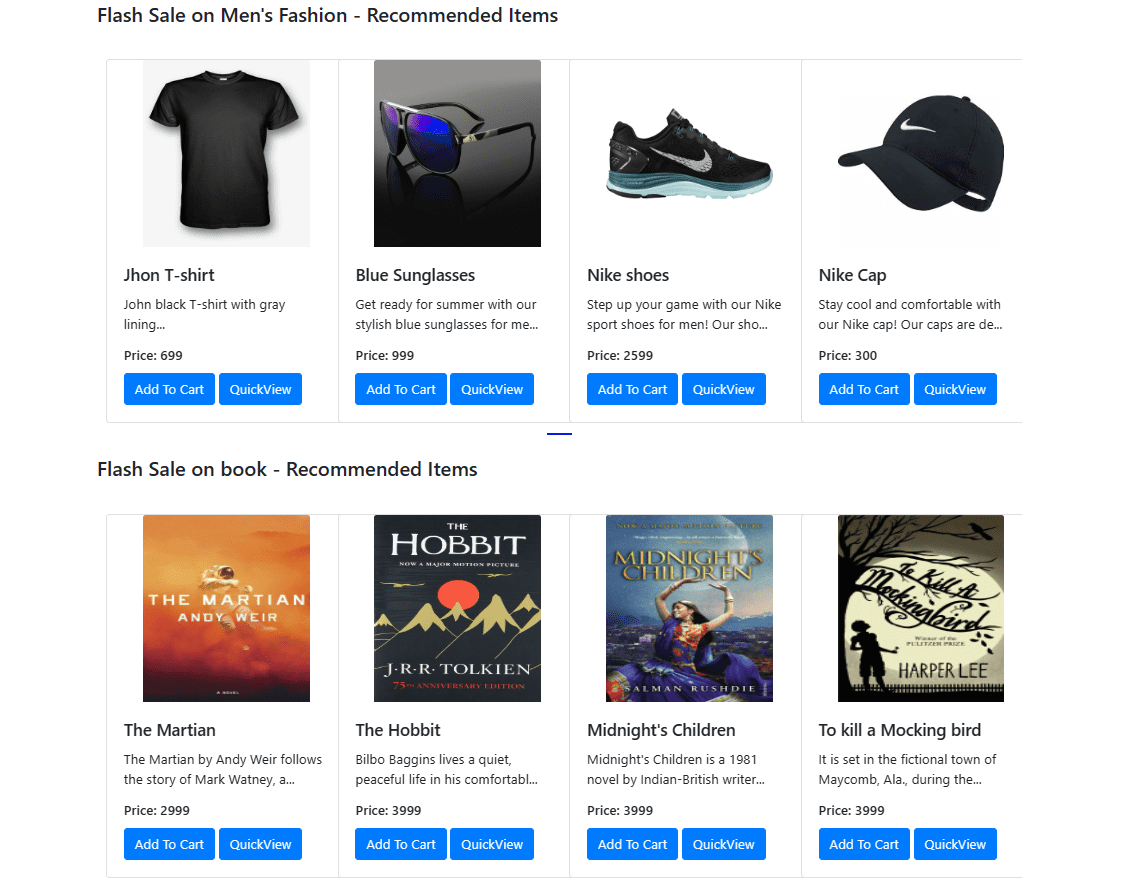 Flash Sale on Men's Fashion - Recommended Items
Jhon T-shirt
John black T-shirt with gray
lining...
Price: 699
Add To Cart QuickView
Blue Sunglasses
Get ready for summer with our
stylish blue sunglasses for me...
Price: 999
Add To Cart QuickView
Nike shoes
Step up your game with our Nike
sport shoes for men! Our sho...
Price: 2599
Add To Cart QuickView
Nike Cap
Stay cool and comfortable with
our Nike cap! Our caps are de...
Price: 300
Add To Cart QuickView
Flash Sale on book - Recommended Items
THE MARTIAN
ANDY WEIR
A NOVEL
The Martian
The Martian by Andy Weir follows
the story of Mark Watney, a...
Price: 2999
Add To Cart QuickView
THE
HOBBIT
NOW A MAJOR MOTION PICTURE
J·R·R·TOLKIEN
75TH ANNIVERSARY EDITION
The Hobbit
Bilbo Baggins lives a quiet,
peaceful life in his comfortabl...
Price: 3999
Add To Cart QuickView
NOW A MAJOR MOTION PICTURE
MIDNIGHT'S
CHILDREN
SALMAN RUSHDIE
Midnight's Children
Midnight's Children is a 1981
novel by Indian-British writer...
Price: 3999
Add To Cart QuickView
To Kill A
Mockingbird
Winner of the
PULITZER PRIZE
HARPER LEE
To kill a Mocking bird
It is set in the fictional town of
Maycomb, Ala., during the...
Price: 3999
Add To Cart QuickView